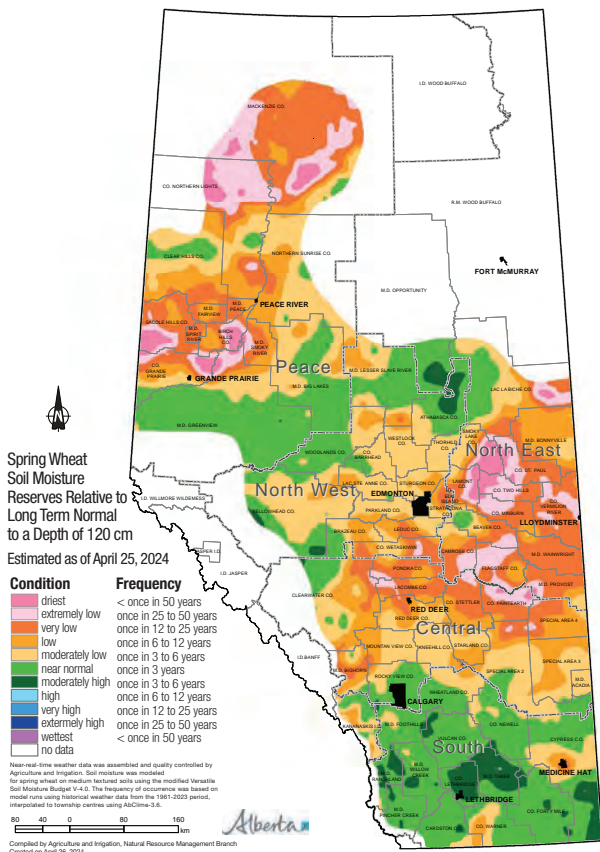 I.D. WOOD BUFFALO
MACKENZIE CO.
CO. NORTHERN LIGHTS
R.M. WOOD BUFFALO
CLEAR HILLS CO.
NORTHERN SUNRISE CO.
FORT McMURRAY
M.D. OPPORTUNITY
PEACE RIVER
M.D. PEACE
M.D. FAIRVIEW
SADDLE HILLS CO.
M.D. SPIRIT RIVER
BIRCH HILLS CO.
M.D. SMOKY RIVER
Peace
CO. GRANDE PRAIRIE
GRANDE PRAIRIE
M.D. BIG LAKES
M.D. LESSER SLAVE RIVER
LAC LA BICHE CO.
M.D. GREENVIEW
ATHABASCA CO.
WOODLANDS CO.
WESTLOCK CO.
THORHILD CO.
SMOKY LAKE CO.
M.D. BONNYVILLE
North East
CO. BARRHEAD
CO. ST. PAUL
LAC STE. ANNE CO.
STURGEON CO.
LAMONT CO.
CO. TWO HILLS
North West
EDMONTON
ELK ISLAND
CO. VERMILION RIVER
I.D. WILLMORE WILDERNESS
YELLOWHEAD CO.
PARKLAND CO.
STRATHCONA CO.
CO. MINBURN
LLOYDMINSTER
BRAZEAU CO.
LEDUC CO.
BEAVER CO.
JASPER I.D.
CO. WETASKIWIN
CAMROSE CO.
M.D. WAINWRIGHT
I.D. JASPER
PONOKA CO.
FLAGSTAFF CO.
CLEARWATER CO.
LACOMBE CO.
M.D. PROVOST
CO. STETTLER
CO. PAINTEARTH
RED DEER
RED DEER CO.
SPECIAL AREA 4
Central
MOUNTAIN VIEW CO.
KNEEHILL CO.
STARLAND CO.
I.D. BANFF
SPECIAL AREA 3
M.D. BIGHORN
ROCKY VIEW CO.
SPECIAL AREA 2
M.D. ACADIA
CALGARY
WHEATLAND CO.
KANANASKIS I.D.
M.D. FOOTHILLS
CO. NEWELL
VULCAN CO.
CYPRESS CO.
South
M.D. WILLOW CREEK
M.D. RANCHLAND
MEDICINE HAT
CO. LETHBRIDGE
M.D. TABER
LETHBRIDGE
M.D. PINCHER CREEK
CO. FORTY MILE
CARDSTON CO.
CO. WARNER
Spring Wheat
Soil Moisture
Reserves Relative to
Long Term Normal
to a Depth of 120 cm
Estimated as of April 25, 2024
Condition Frequency
driest < once in 50 years
extremely low once in 25 to 50 years
very low once in 12 to 25 years
low once in 6 to 12 years
moderately low once in 3 to 6 years
near normal once in 3 years
moderately high once in 3 to 6 years
high once in 6 to 12 years
very high once in 12 to 25 years
extermely high once in 25 to 50 years
wettest < once in 50 years
no data
Near-real-time weather data was assembled and quality controlled by
Agriculture and Irrigation. Soil moisture was modeled
for spring wheat on medium textured soils using the modified Versatile
Soil Moisture Budget V-4.0. The frequency of occurrence was based on
model runs using historical weather data from the 1961-2023 period,
interpolated to township centres using AbClime-3.6.
80 40 0 80 160
km
Alberta
Compiled by Agriculture and Irrigation, Natural Resource Management Branch
Created on April 26, 2024